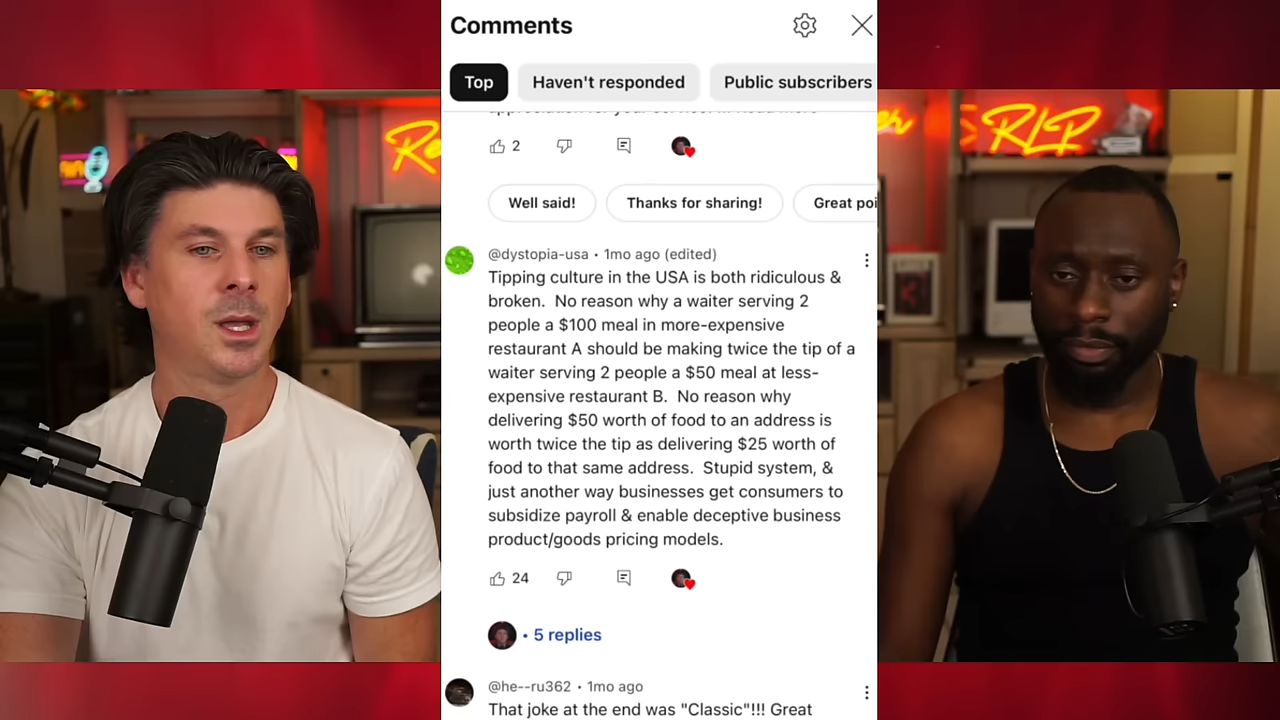 Comments
Top
Haven't responded
Public subscribers
2
Well said!
Thanks for sharing!
Great poi
@dystopia-usa • 1mo ago (edited)
Tipping culture in the USA is both ridiculous &
broken. No reason why a waiter serving 2
people a $100 meal in more-expensive
restaurant A should be making twice the tip of a
waiter serving 2 people a $50 meal at less-
expensive restaurant B. No reason why
delivering $50 worth of food to an address is
worth twice the tip as delivering $25 worth of
food to that same address. Stupid system, &
just another way businesses get consumers to
subsidize payroll & enable deceptive business
product/goods pricing models.
24
• 5 replies
@he--ru362 • 1mo ago
That joke at the end was "Classic"!!! Great
Re
er
RLP